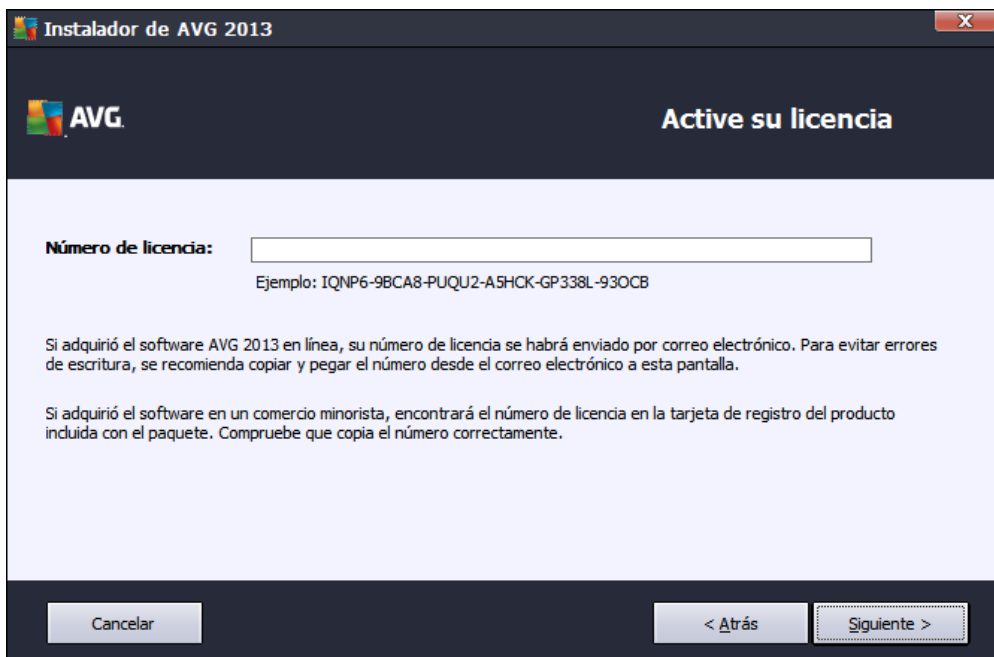 Instalador de AVG 2013
X
AVG.
Active su licencia
Número de licencia:
Ejemplo: IQNP6-9BCA8-PUQU2-A5HCK-GP338L-93OCB
Si adquirió el software AVG 2013 en línea, su número de licencia se habrá enviado por correo electrónico. Para evitar errores
de escritura, se recomienda copiar y pegar el número desde el correo electrónico a esta pantalla.
Si adquirió el software en un comercio minorista, encontrará el número de licencia en la tarjeta de registro del producto
incluida con el paquete. Compruebe que copia el número correctamente.
Cancelar
< Atrás
Siguiente >